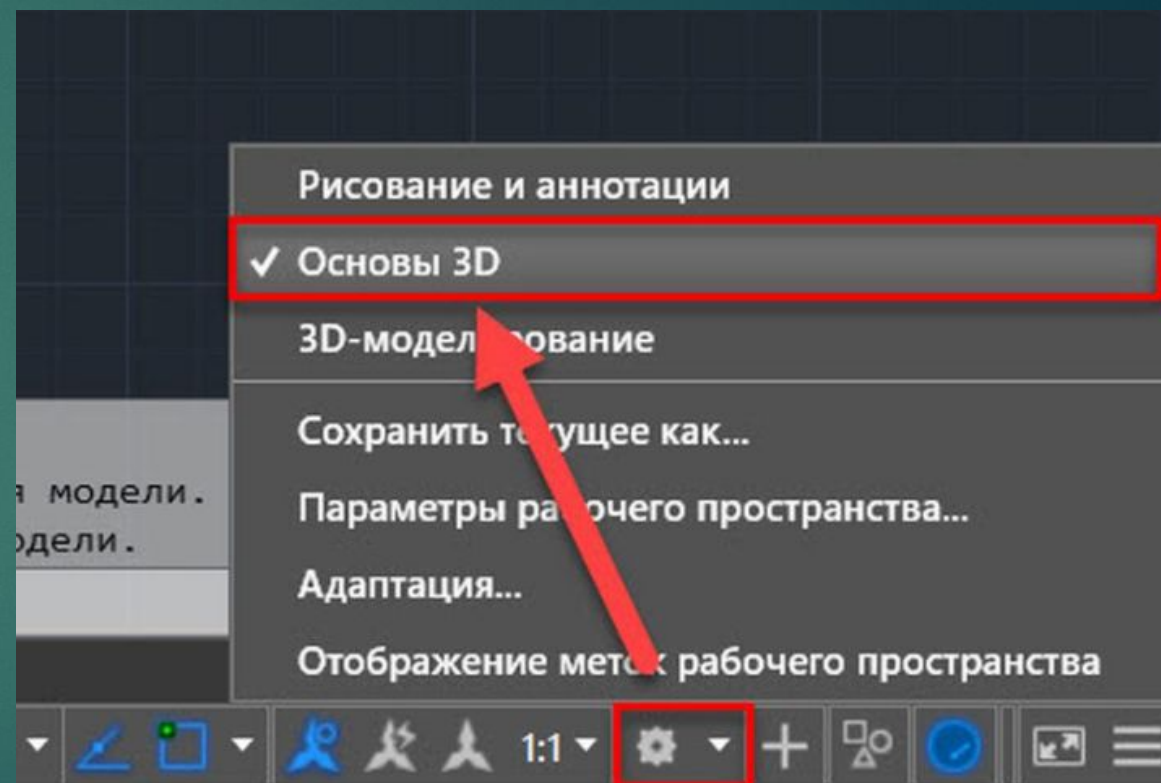 Рисование и аннотации
Основы 3D
3D-моделирование
Сохранить текущее как...
Параметры рабочего пространства...
Адаптация...
Отображение меток рабочего пространства
модели.
1:1